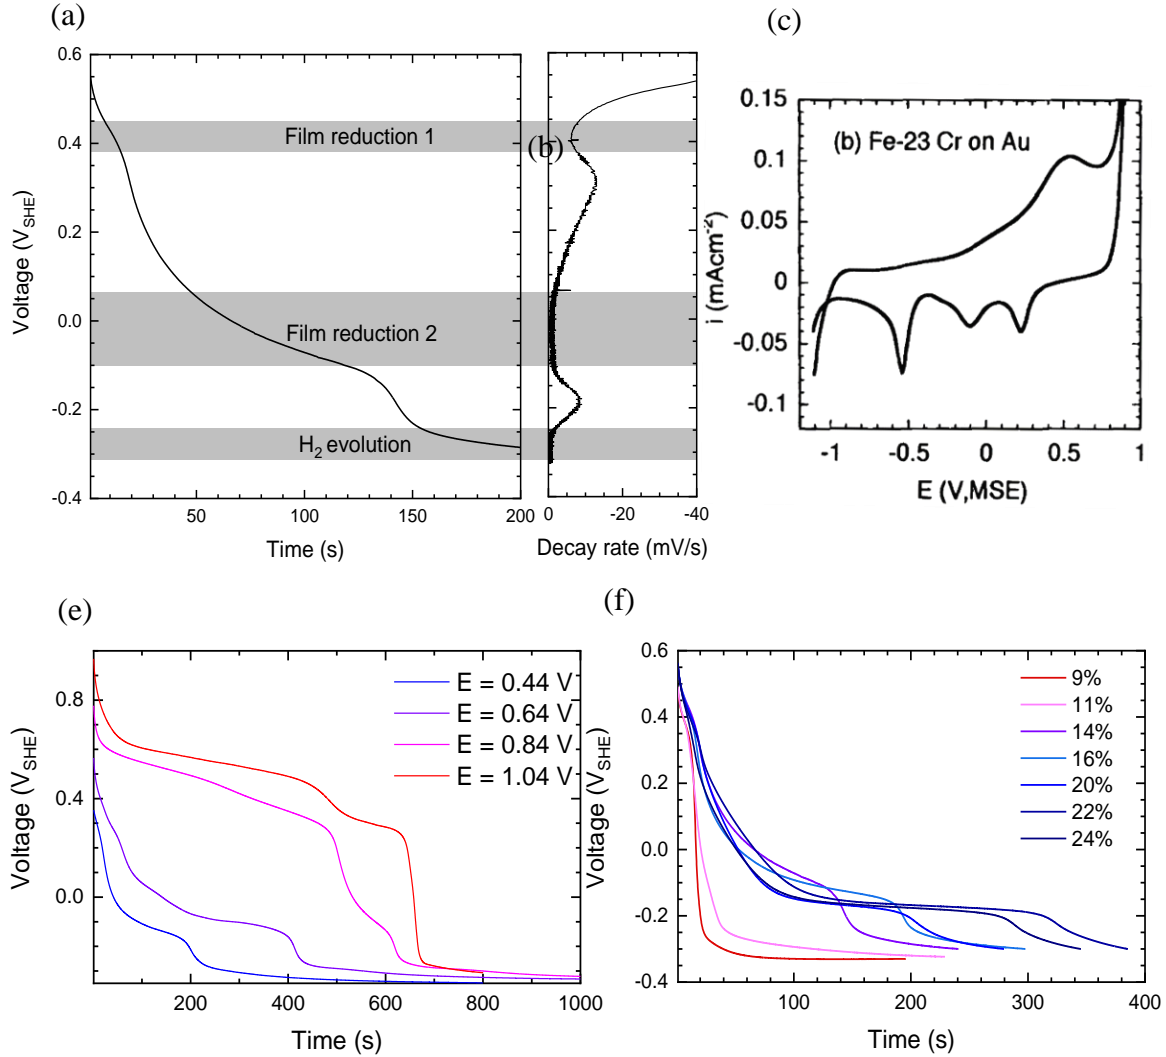 (a)
0.6
0.4
0.2
0.0
-0.2
-0.4
Voltage (V_SHE)
Film reduction 1
Film reduction 2
H₂ evolution
50
100
150
200
Time (s)
(b)
0
-20
-40
Decay rate (mV/s)
(c)
0.15
0.1
0.05
0
-0.05
-0.1
i (mAcm⁻²)
(b) Fe-23 Cr on Au
-1
-0.5
0
0.5
1
E (V,MSE)
(e)
0.8
0.4
0.0
Voltage (V_SHE)
E = 0.44 V
E = 0.64 V
E = 0.84 V
E = 1.04 V
200
400
600
800
1000
Time (s)
(f)
0.6
0.4
0.2
0.0
-0.2
-0.4
Voltage (V_SHE)
9%
11%
14%
16%
20%
22%
24%
100
200
300
400
Time (s)